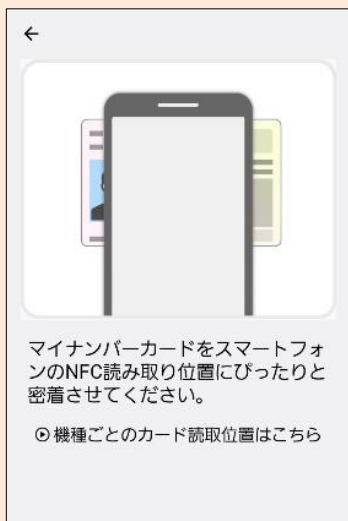 マイナンバーカードをスマートフォ
ンのNFC読み取り位置にぴったりと
密着させてください。
機種ごとのカード読取位置はこちら